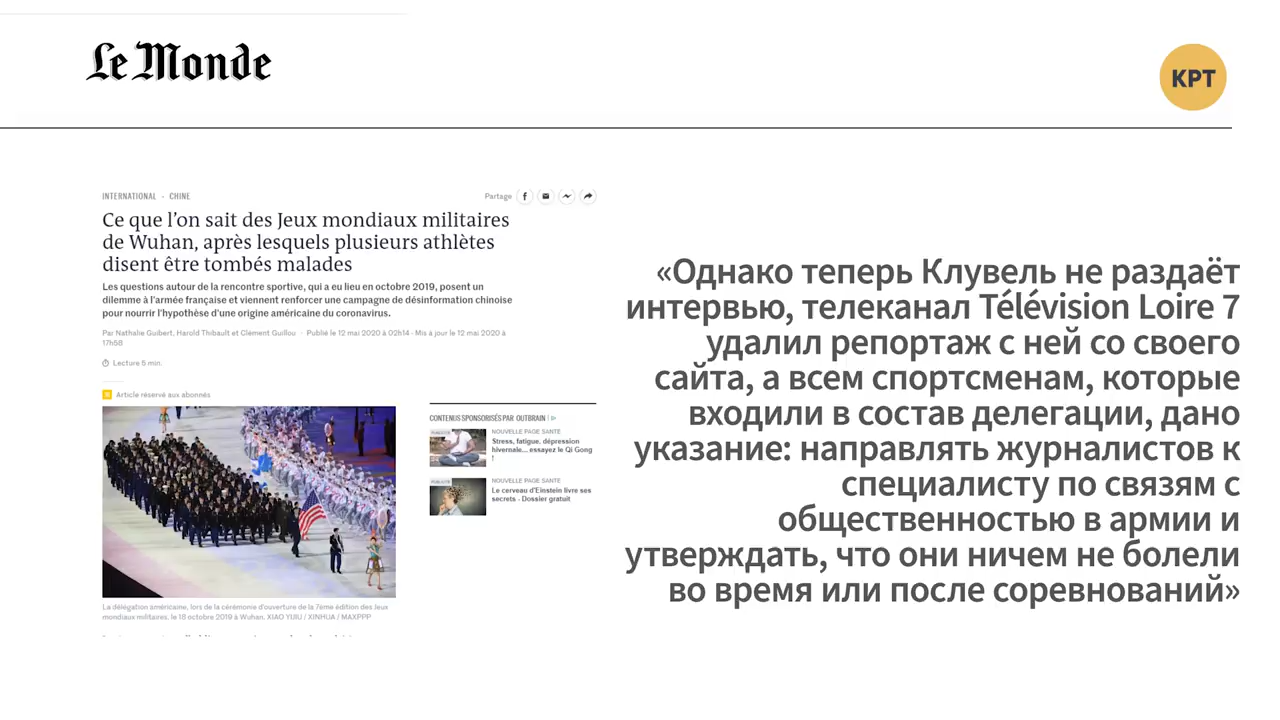 Le Monde
КРТ
INTERNATIONAL · CHINE
Partage
Ce que l'on sait des Jeux mondiaux militaires
de Wuhan, après lesquels plusieurs athlètes
disent être tombés malades
Les questions autour de la rencontre sportive, qui a eu lieu en octobre 2019, posent un
dilemme à l'armée française et viennent renforcer une campagne de désinformation chinoise
pour nourrir l'hypothèse d'une origine américaine du coronavirus.
Par Nathalie Guibert, Harold Thibault et Clément Guillou · Publié le 12 mai 2020 à 02h14 - Mis à jour le 12 mai 2020 à
17h58
Lecture 5 min.
Article réservé aux abonnés
La délégation américaine, lors de la cérémonie d'ouverture de la 7ème édition des Jeux
mondiaux militaires, le 18 octobre 2019 à Wuhan. XIAO YIJIU / XINHUA / MAXPPP
CONTENUS SPONSORISÉS PAR OUTBRAIN
PUBLICITÉ
NOUVELLE PAGE SANTÉ
Stress, fatigue, dépression
hivernale... essayez le Qi Gong
!
PUBLICITÉ
NOUVELLE PAGE SANTÉ
Le cerveau d'Einstein livre ses
secrets - Dossier gratuit
«Однако теперь Клувель не раздаёт
интервью, телеканал Télévision Loire 7
удалил репортаж с ней со своего
сайта, а всем спортсменам, которые
входили в состав делегации, дано
указание: направлять журналистов к
специалисту по связям с
общественностью в армии и
утверждать, что они ничем не болели
во время или после соревнований»